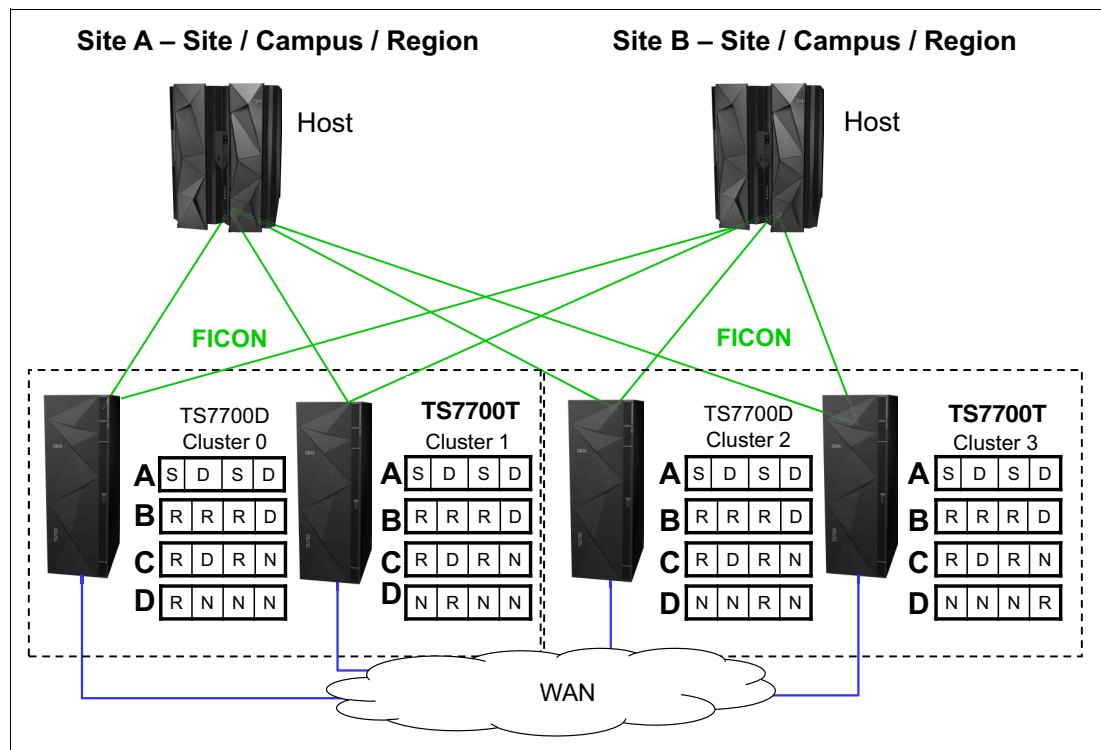 Site A – Site / Campus / Region
Site B – Site / Campus / Region
Host
Host
FICON
FICON
TS7700D
Cluster 0
A S D S D
B R R R D
C R D R N
D R N N N
TS7700T
Cluster 1
A S D S D
B R R R D
C R D R N
D N R N N
TS7700D
Cluster 2
A S D S D
B R R R D
C R D R N
D N N R N
TS7700T
Cluster 3
A S D S D
B R R R D
C R D R N
D N N N R
WAN